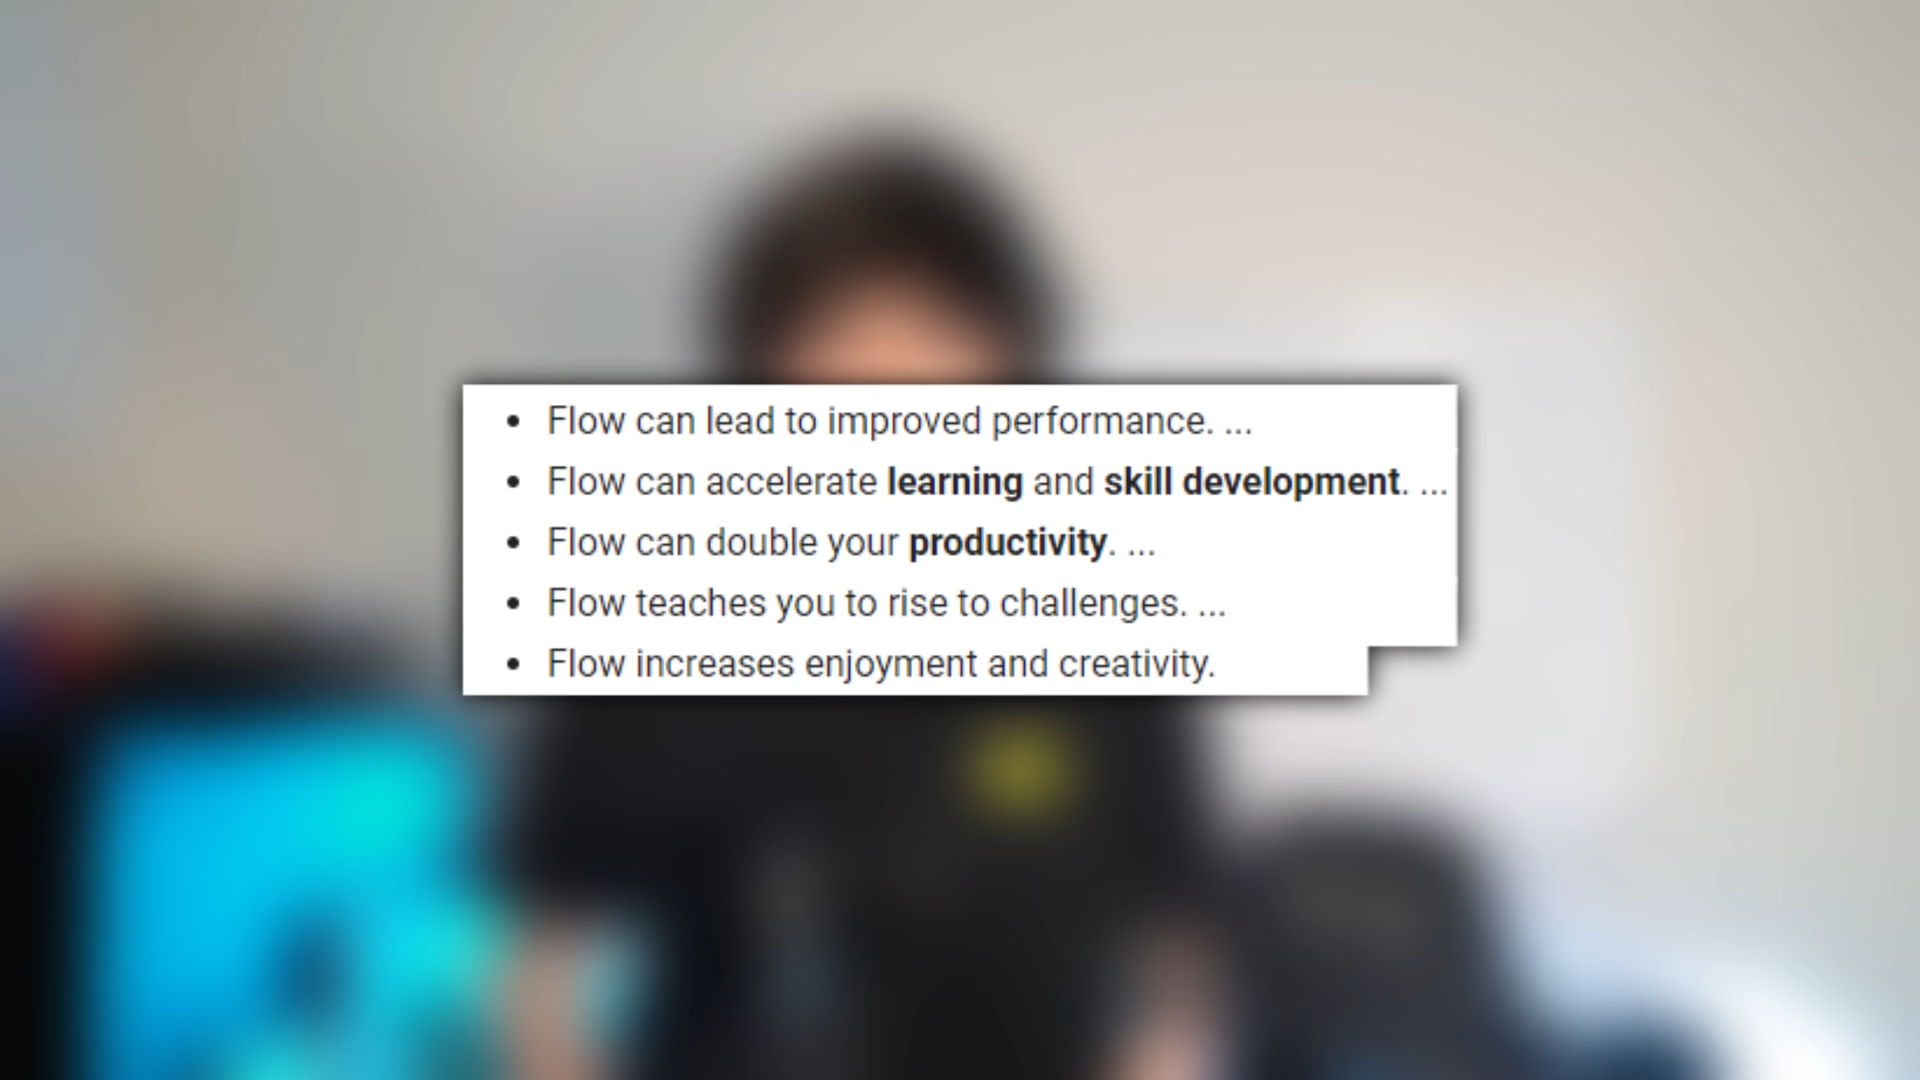 • Flow can lead to improved performance. ...
• Flow can accelerate learning and skill development. ...
• Flow can double your productivity. ...
• Flow teaches you to rise to challenges. ...
• Flow increases enjoyment and creativity.